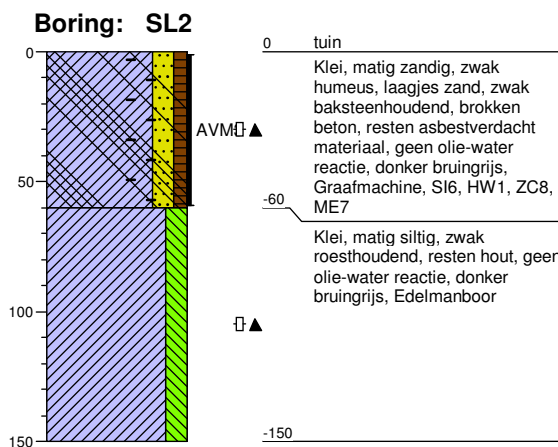 Boring: SL2
0
50
100
150
AVM
0 tuin
Klei, matig zandig, zwak
humeus, laagjes zand, zwak
baksteenhoudend, brokken
beton, resten asbestverdacht
materiaal, geen olie-water
reactie, donker bruingrijs,
Graafmachine, SI6, HW1, ZC8,
ME7
-60
Klei, matig siltig, zwak
roesthoudend, resten hout, geen
olie-water reactie, donker
bruingrijs, Edelmanboor
-150